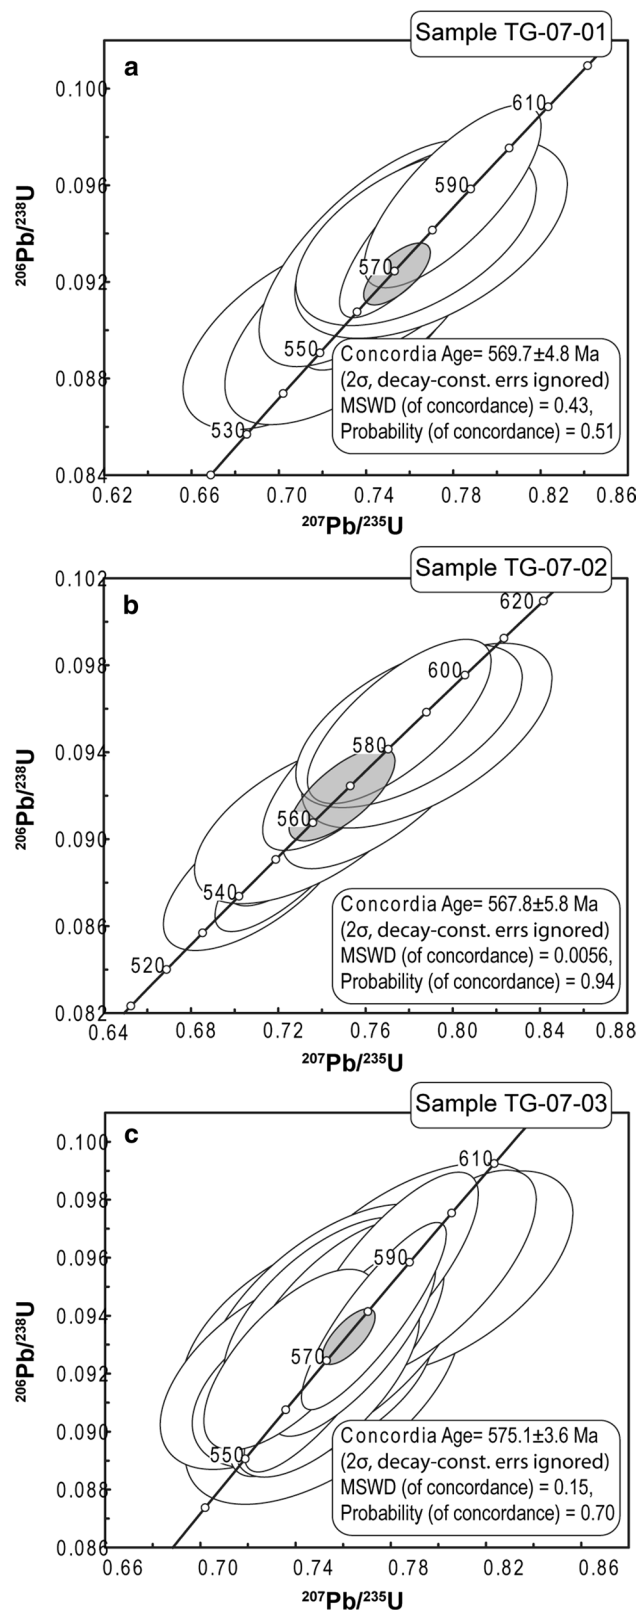 Sample TG-07-01
a
0.100
610
0.096
590
206Pb/238U
0.092
570
550
Concordia Age= 569.7±4.8 Ma
(2σ, decay-const. errs ignored)
0.088
MSWD (of concordance) = 0.43,
530
Probability (of concordance) = 0.51
0.084
0.62 0.66 0.70 0.74 0.78 0.82 0.86
207Pb/235U
Sample TG-07-02
0.102
b
620
0.098
600
0.094
580
206Pb/238U
560
0.090
540
Concordia Age= 567.8±5.8 Ma
0.086
(2σ, decay-const. errs ignored)
520
MSWD (of concordance) = 0.0056,
Probability (of concordance) = 0.94
0.082
0.64 0.68 0.72 0.76 0.80 0.84 0.88
207Pb/235U
Sample TG-07-03
c
0.100
610
0.098
0.096
590
0.094
206Pb/238U
570
0.092
0.090
550
Concordia Age= 575.1±3.6 Ma
(2σ, decay-const. errs ignored)
0.088
MSWD (of concordance) = 0.15,
Probability (of concordance) = 0.70
0.086
0.66 0.70 0.74 0.78 0.82 0.86
207Pb/235U